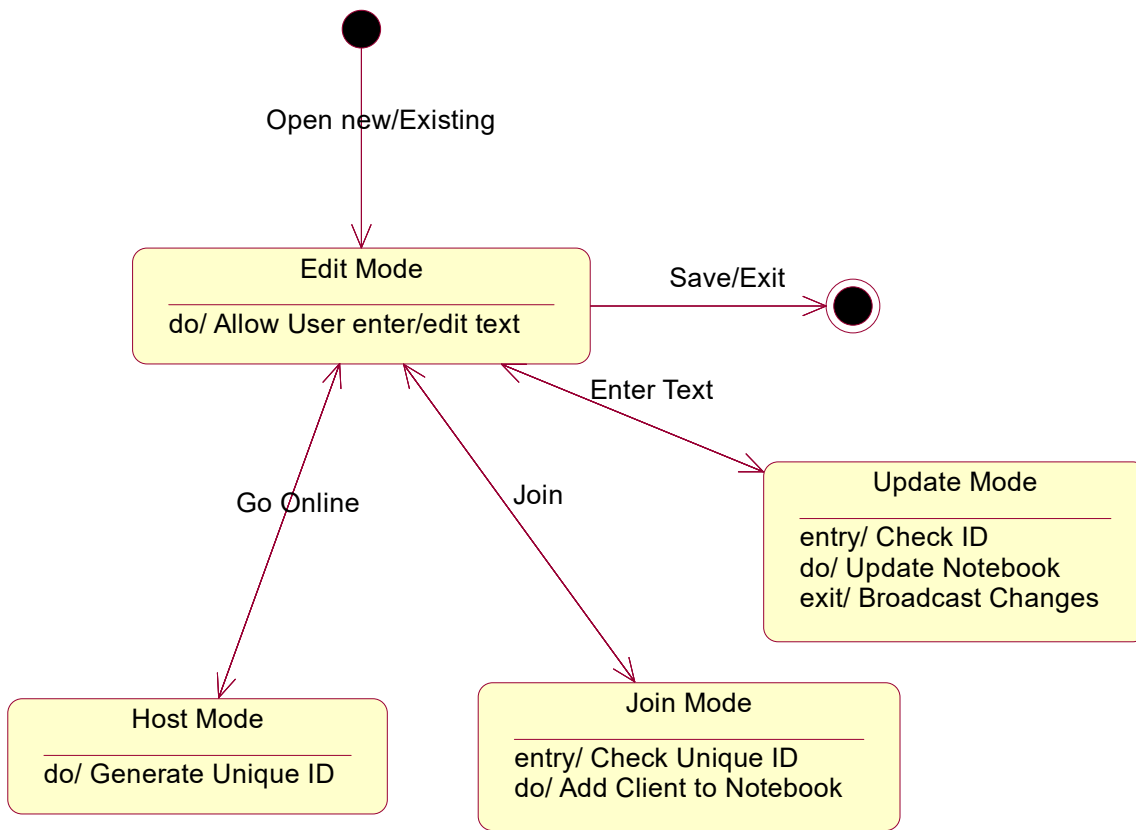 Open new/Existing
Edit Mode
do/ Allow User enter/edit text
Save/Exit
Enter Text
Go Online
Join
Update Mode
entry/ Check ID
do/ Update Notebook
exit/ Broadcast Changes
Host Mode
do/ Generate Unique ID
Join Mode
entry/ Check Unique ID
do/ Add Client to Notebook